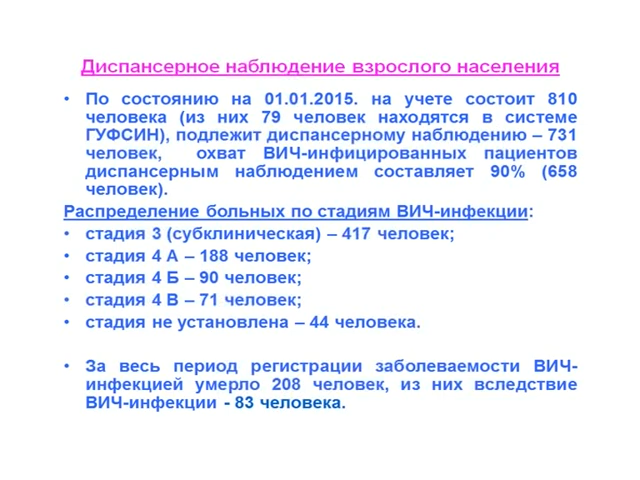 Диспансерное наблюдение взрослого населения
• По состоянию на 01.01.2015. на учете состоит 810
человека (из них 79 человек находятся в системе
ГУФСИН), подлежит диспансерному наблюдению – 731
человек, охват ВИЧ-инфицированных пациентов
диспансерным наблюдением составляет 90% (658
человек).
Распределение больных по стадиям ВИЧ-инфекции:
• стадия 3 (субклиническая) – 417 человек;
• стадия 4 А – 188 человек;
• стадия 4 Б – 90 человек;
• стадия 4 В – 71 человек;
• стадия не установлена – 44 человека.
• За весь период регистрации заболеваемости ВИЧ-
инфекцией умерло 208 человек, из них вследствие
ВИЧ-инфекции - 83 человека.